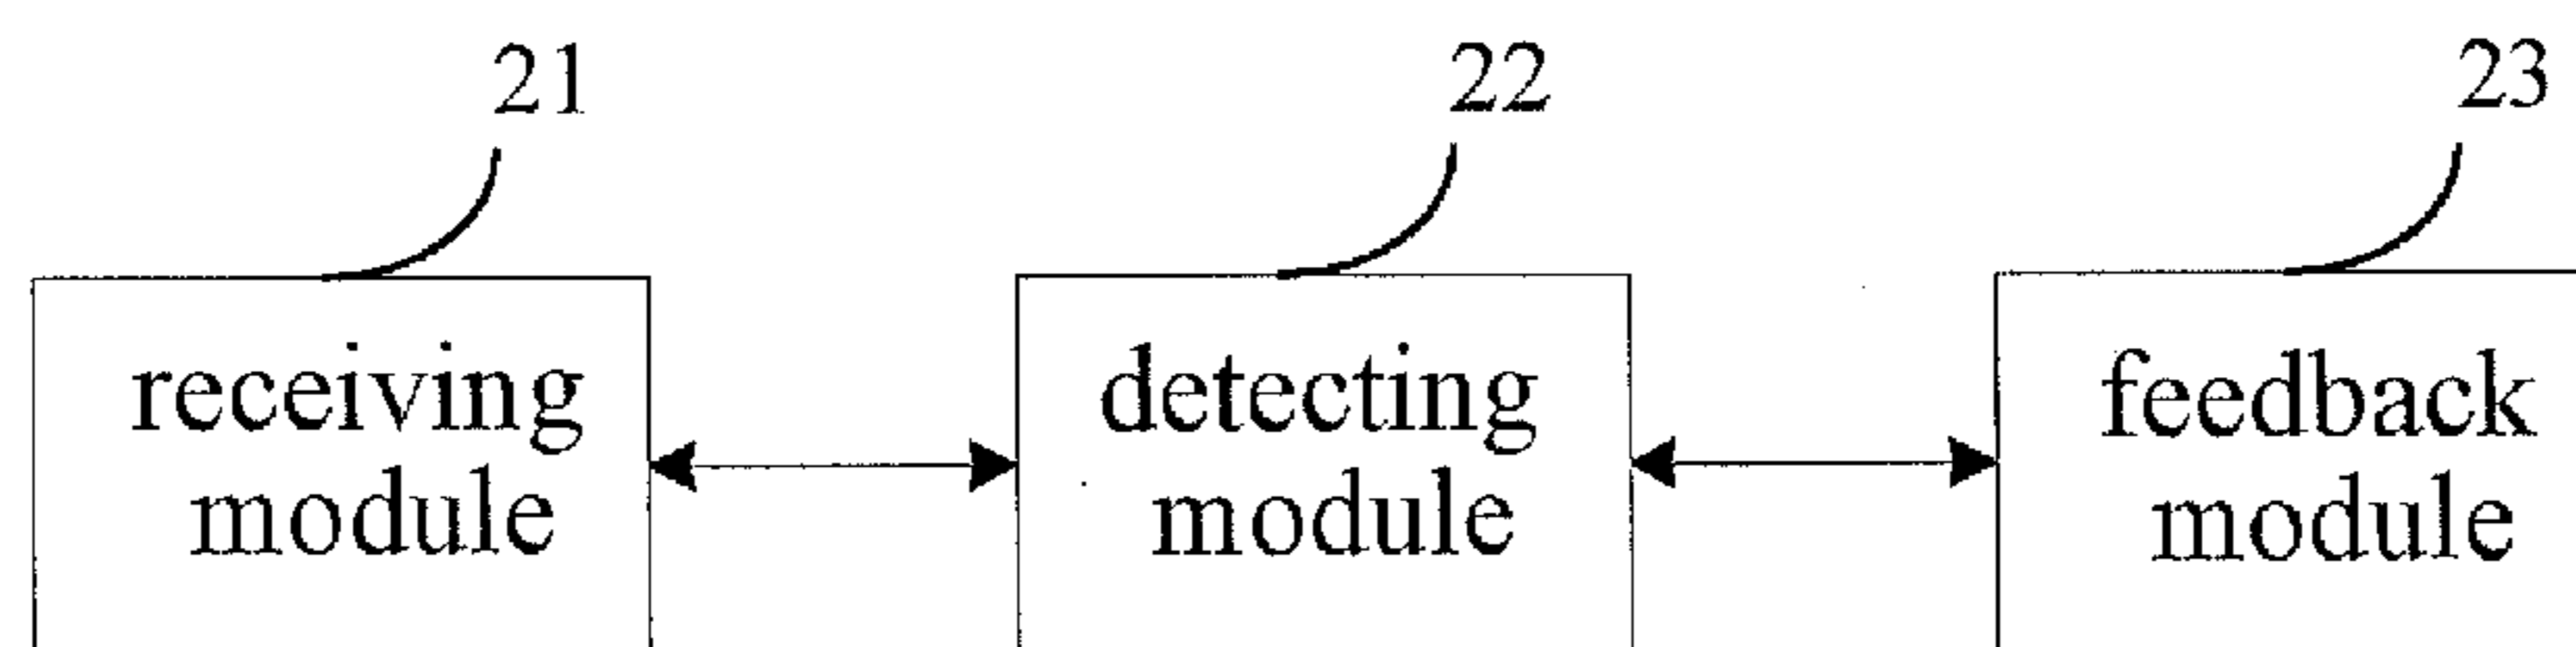 21
22
23
receiving
module
detecting
module
feedback
module